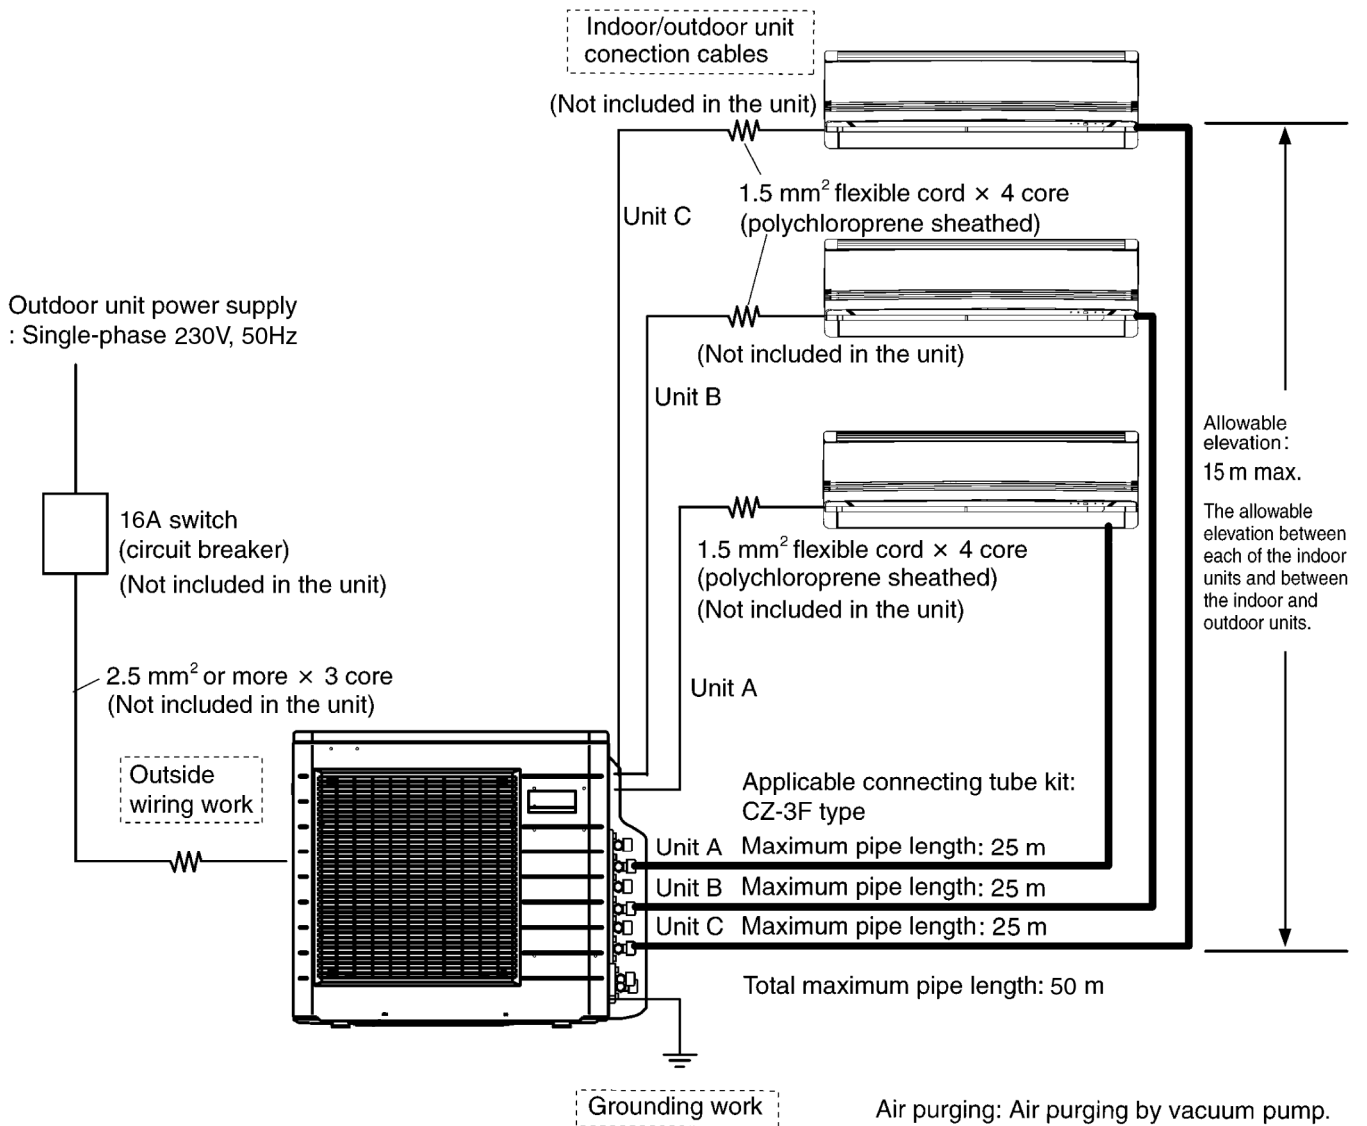 Indoor/outdoor unit
conection cables
(Not included in the unit)
1.5 mm² flexible cord × 4 core
(polychloroprene sheathed)
Unit C
Outdoor unit power supply
: Single-phase 230V, 50Hz
(Not included in the unit)
Unit B
Allowable
elevation:
15 m max.
The allowable
elevation between
each of the indoor
units and between
the indoor and
outdoor units.
16A switch
(circuit breaker)
(Not included in the unit)
1.5 mm² flexible cord × 4 core
(polychloroprene sheathed)
(Not included in the unit)
2.5 mm² or more × 3 core
(Not included in the unit)
Unit A
Outside
wiring work
Applicable connecting tube kit:
CZ-3F type
Unit A Maximum pipe length: 25 m
Unit B Maximum pipe length: 25 m
Unit C Maximum pipe length: 25 m
Total maximum pipe length: 50 m
Grounding work
Air purging: Air purging by vacuum pump.